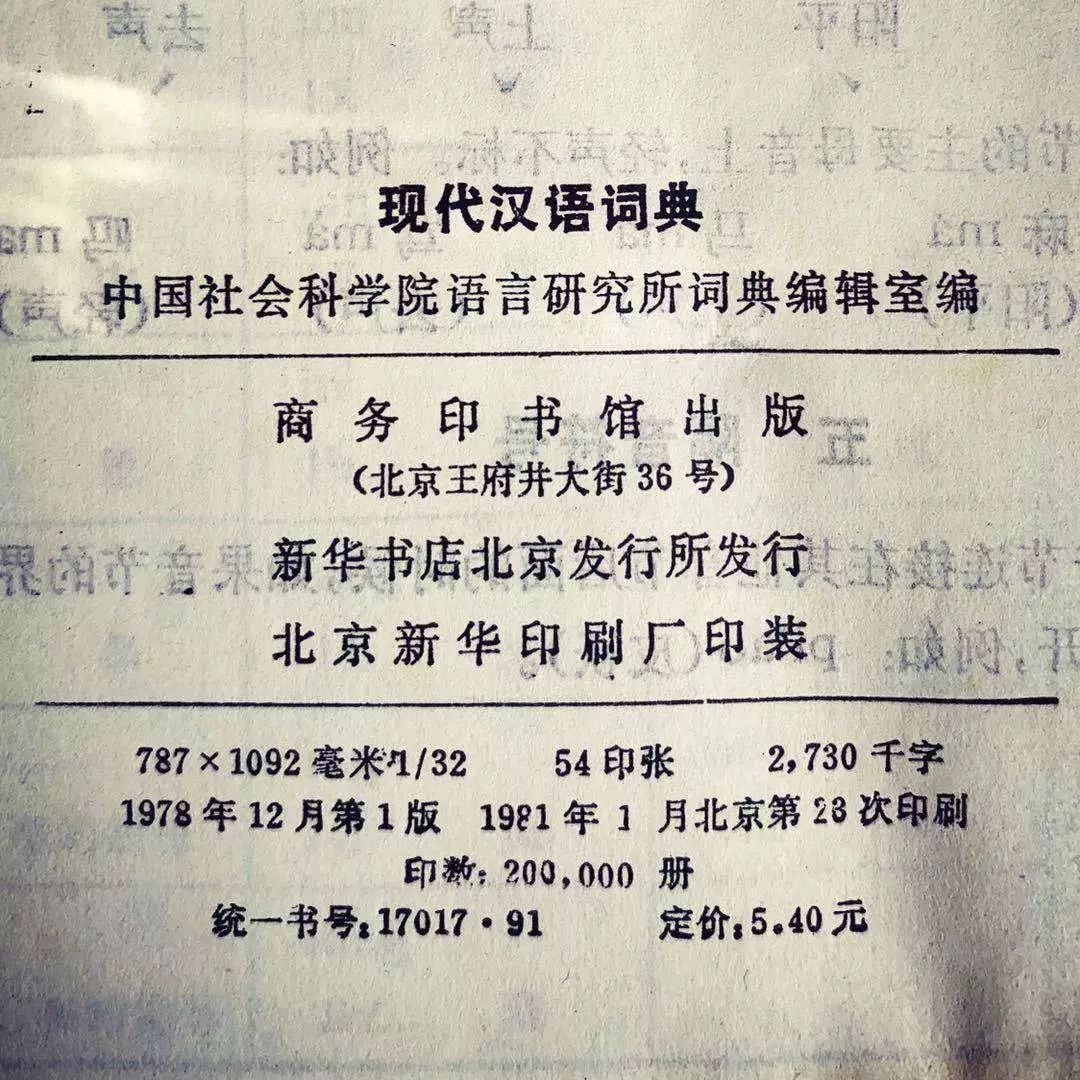 现代汉语词典
中国社会科学院语言研究所词典编辑室编
商务印书馆出版
(北京王府井大街36号)
新华书店北京发行所发行
北京新华印刷厂印装
787×1092毫米 1/32 54印张 2,730千字
1978年12月第1版 1981年1月北京第23次印刷
印数: 200,000 册
统一书号:17017·91 定价:5.40元